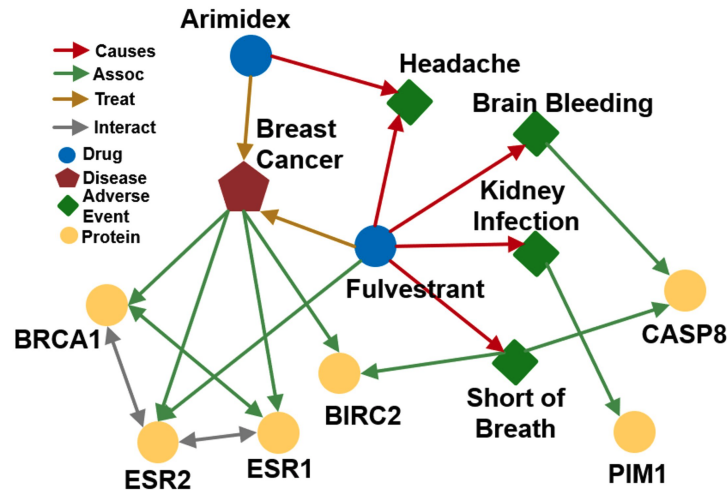 Arimidex
Causes
Assoc
Treat
Interact
Drug
Disease
Adverse
Event
Protein
Headache
Brain Bleeding
Breast
Cancer
Kidney
Infection
Fulvestrant
BRCA1
CASP8
BIRC2
Short of
Breath
ESR2
ESR1
PIM1